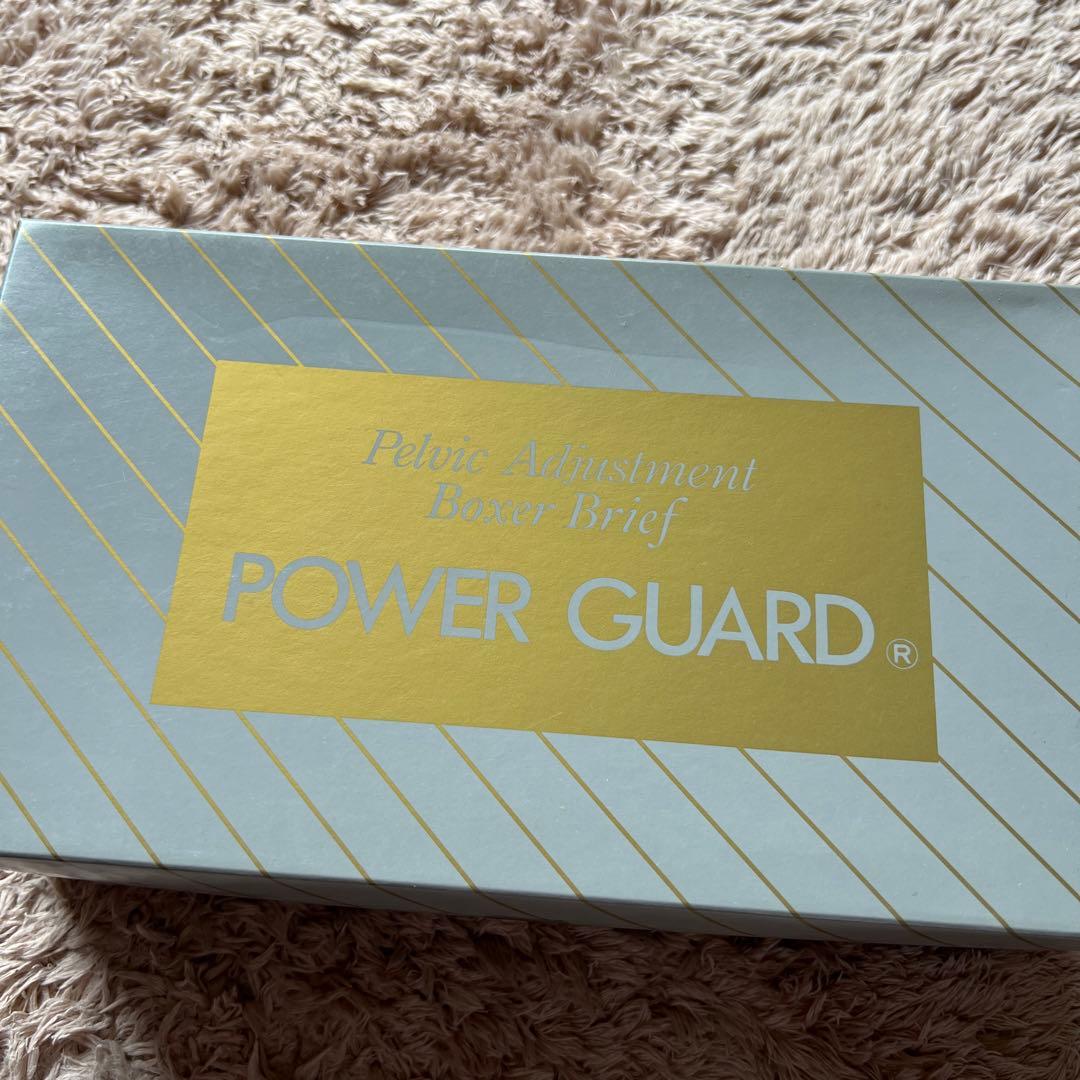 Pelvic Adjustment
Boxer Brief
POWER GUARD®